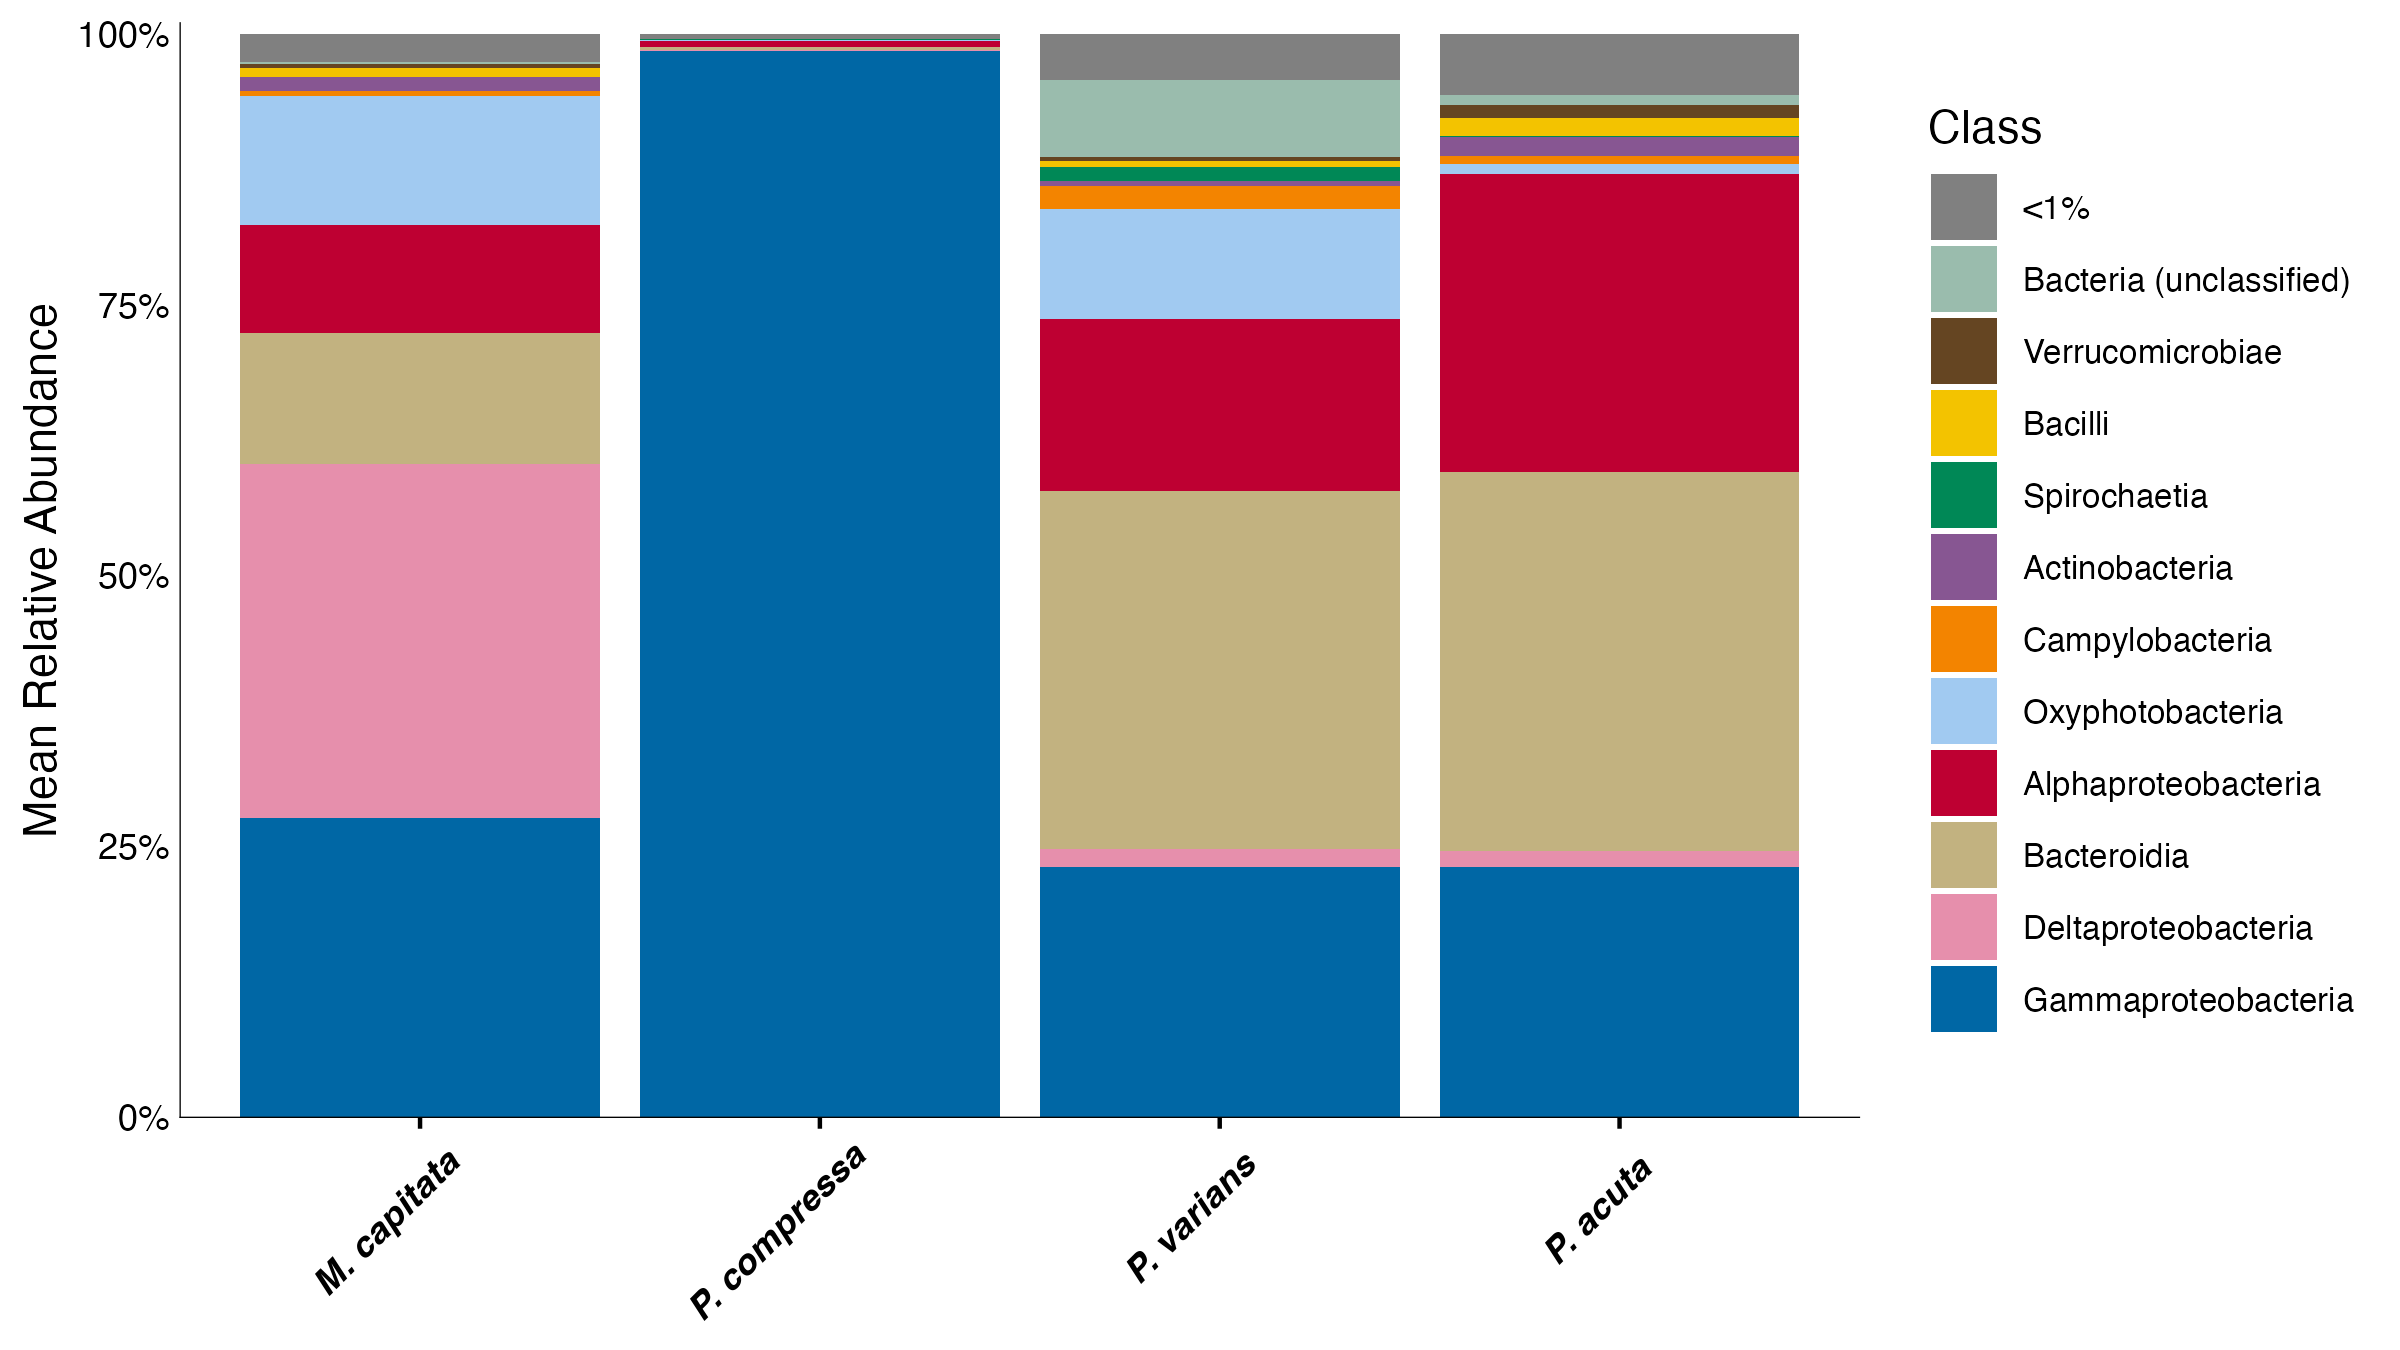 Mean Relative Abundance
100%
75%
50%
25%
0%
M. capitata
P. compressa
P. varians
P. acuta
Class
<1%
Bacteria (unclassified)
Verrucomicrobiae
Bacilli
Spirochaetia
Actinobacteria
Campylobacteria
Oxyphotobacteria
Alphaproteobacteria
Bacteroidia
Deltaproteobacteria
Gammaproteobacteria